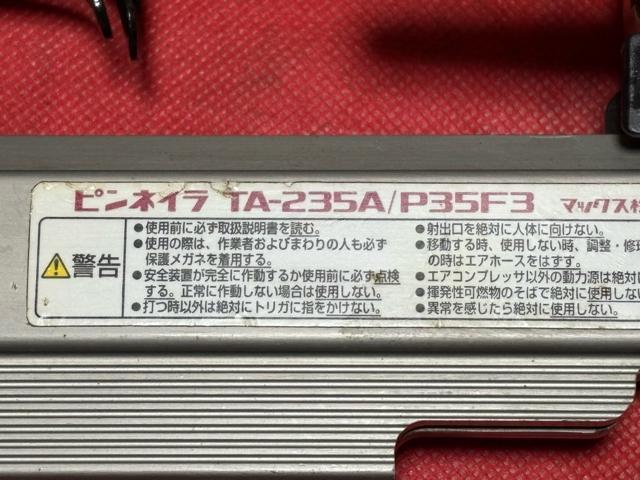 ピンネイラ TA-235A/P35F3 マックス株
警告
●使用前に必ず取扱説明書を読む。
●使用の際は、作業者およびまわりの人も必ず
保護メガネを着用する。
●安全装置が完全に作動するか使用前に必ず点検
する。正常に作動しない場合は使用しない。
●打つ時以外は絶対にトリガに指をかけない。
●射出口を絶対に人体に向けない。
●移動する時、使用しない時、調整・修理
の時はエアホースをはずす。
●エアコンプレッサ以外の動力源は絶対に
●揮発性可燃物のそばで絶対に使用しない
●異常を感じたら絶対に使用しない。